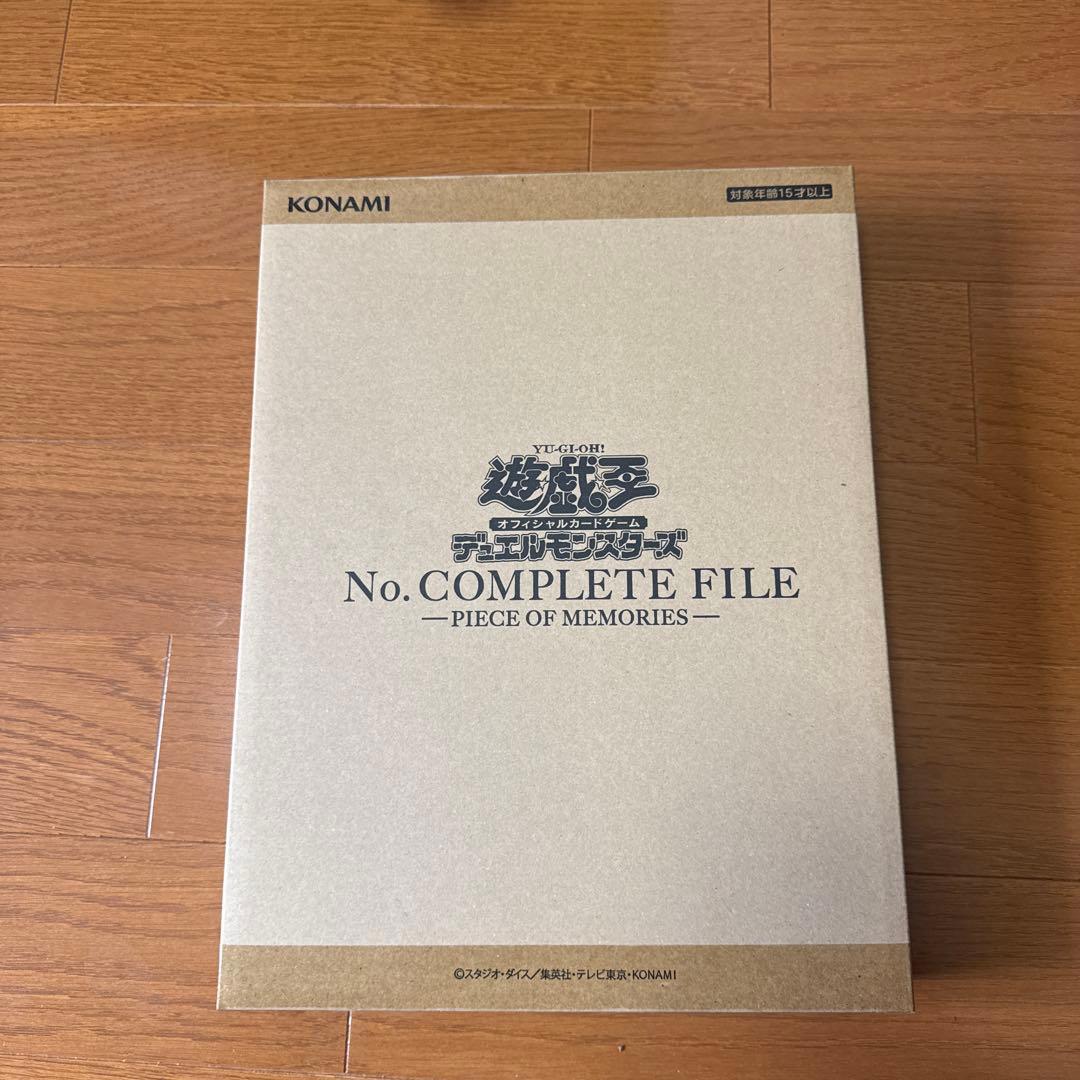 KONAMI
対象年齢15才以上
YU-GI-OH!
遊戯王
オフィシャルカードゲーム
デュエルモンスターズ
No. COMPLETE FILE
—PIECE OF MEMORIES—
©スタジオ・ダイス/集英社・テレビ東京・KONAMI